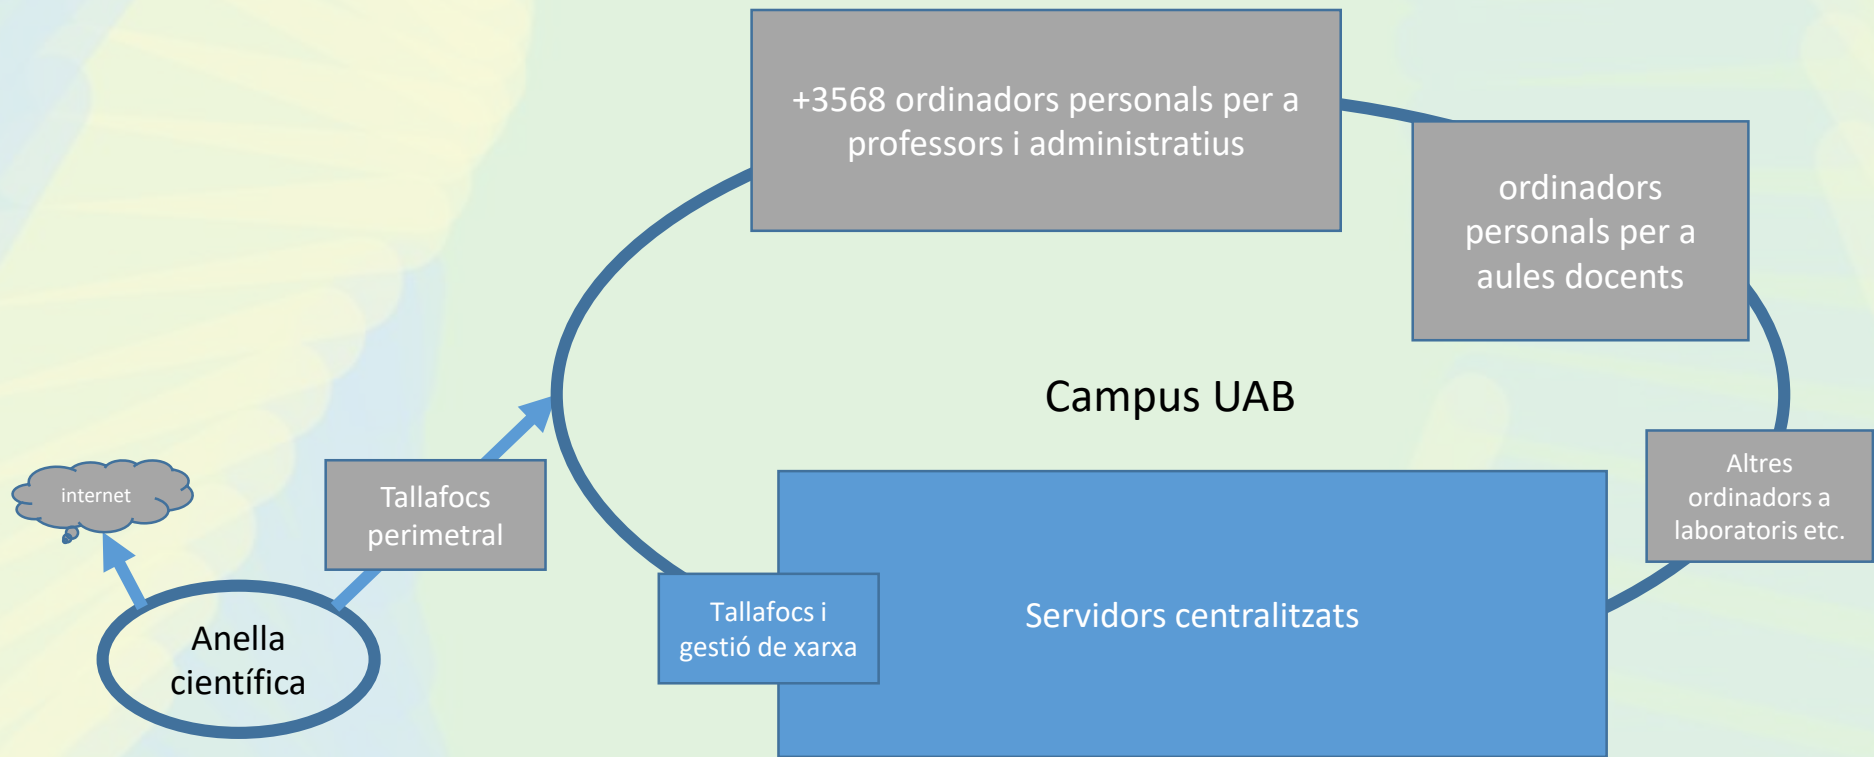 +3568 ordinadors personals per a
professors i administratius
ordinadors
personals per a
aules docents
Campus UAB
internet
Tallafocs
perimetral
Altres
ordinadors a
laboratoris etc.
Anella
científica
Tallafocs i
gestió de xarxa
Servidors centralitzats